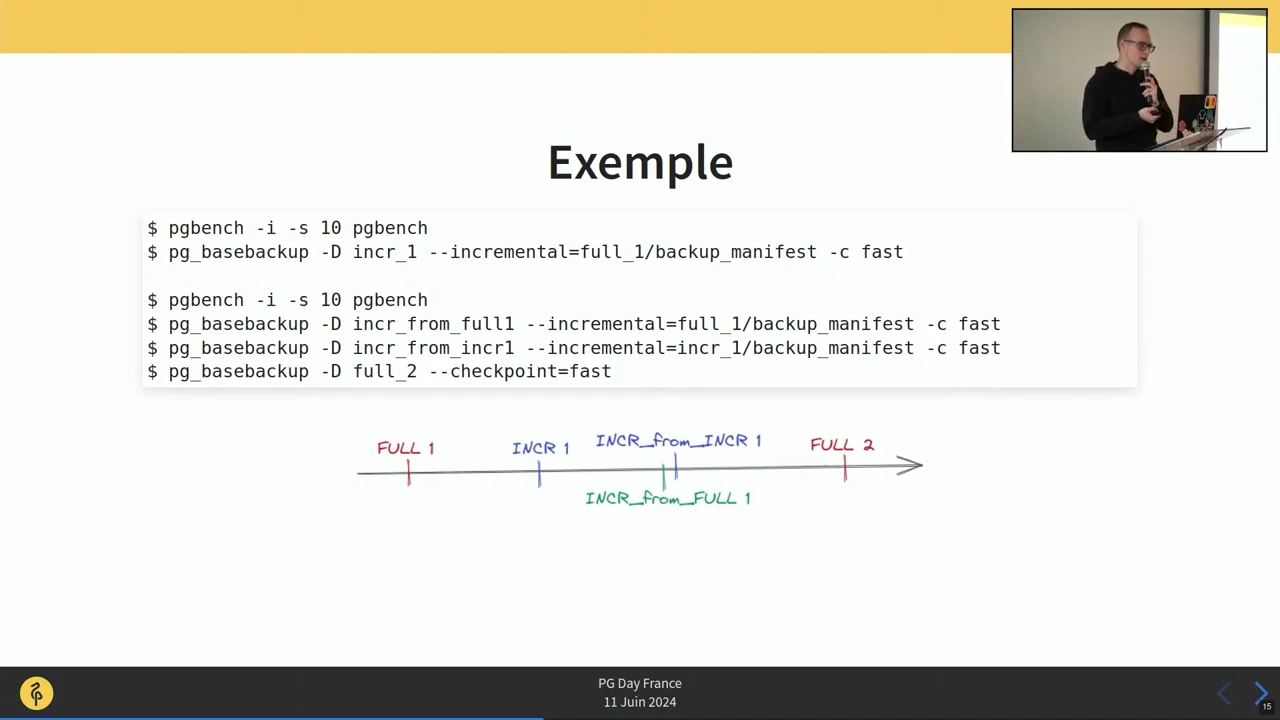 Exemple
$ pgbench -i -s 10 pgbench
$ pg_basebackup -D incr_1 --incremental=full_1/backup_manifest -c fast
$ pgbench -i -s 10 pgbench
$ pg_basebackup -D incr_from_full1 --incremental=full_1/backup_manifest -c fast
$ pg_basebackup -D incr_from_incr1 --incremental=incr_1/backup_manifest -c fast
$ pg_basebackup -D full_2 --checkpoint=fast
FULL 1
INCR 1
INCR_from_INCR 1
FULL 2
INCR_from_FULL 1
PG Day France
11 Juin 2024
15